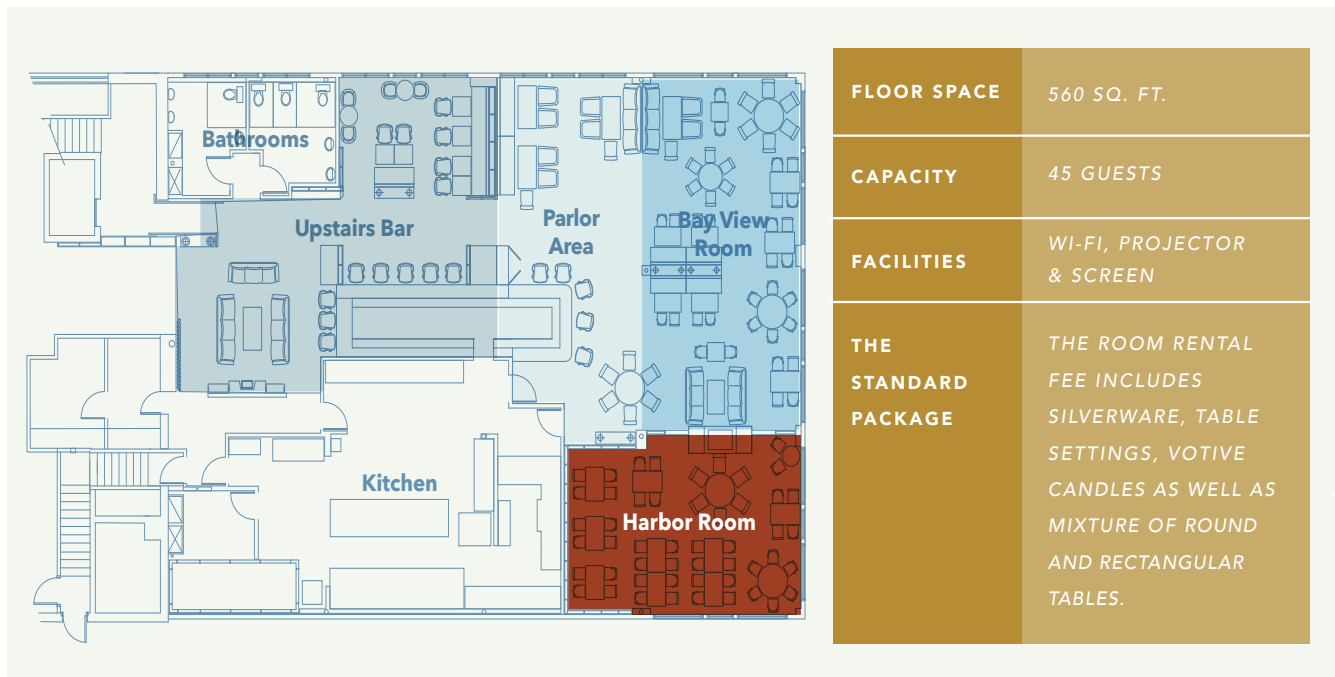 Bathrooms
Upstairs Bar
Parlor
Area
Bay View
Room
Kitchen
Harbor Room
FLOOR SPACE
560 SQ. FT.
CAPACITY
45 GUESTS
FACILITIES
WI-FI, PROJECTOR
& SCREEN
THE
STANDARD
PACKAGE
THE ROOM RENTAL
FEE INCLUDES
SILVERWARE, TABLE
SETTINGS, VOTIVE
CANDLES AS WELL AS
MIXTURE OF ROUND
AND RECTANGULAR
TABLES.